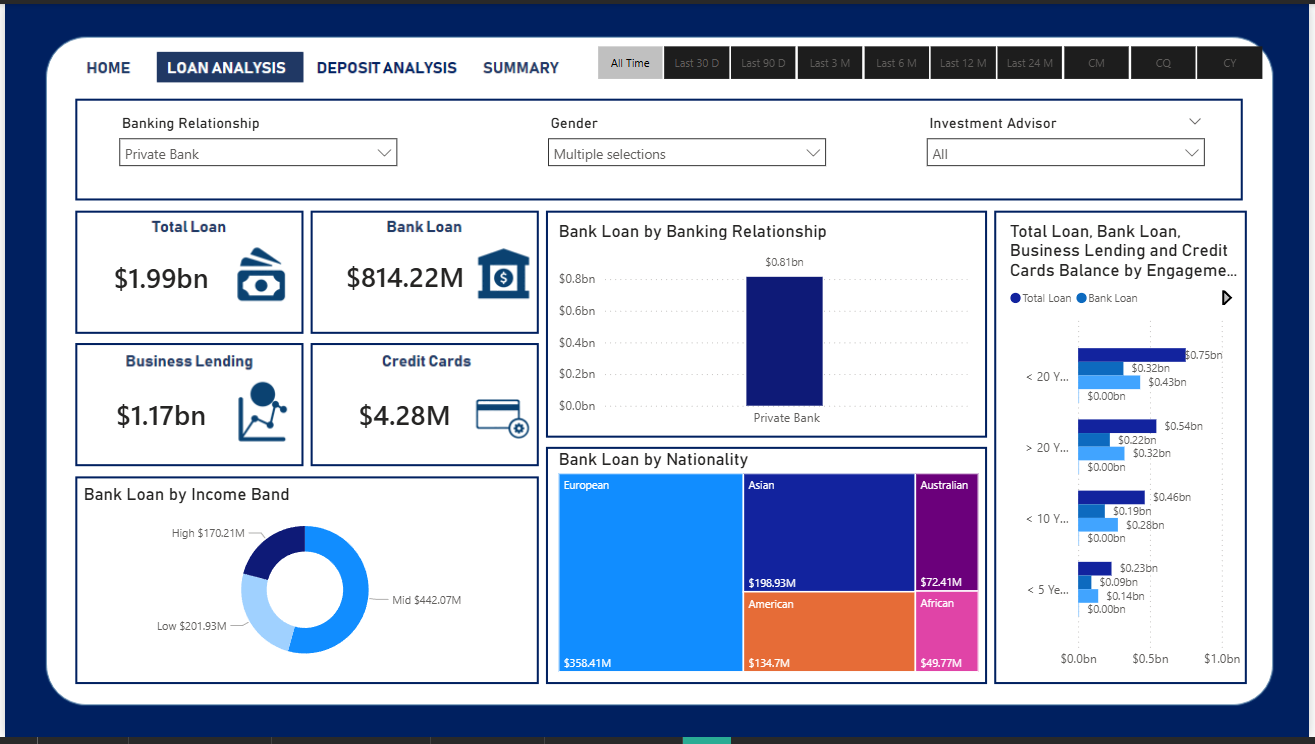 HOME
LOAN ANALYSIS
DEPOSIT ANALYSIS
SUMMARY
All Time
Last 30 D
Last 90 D
Last 3 M
Last 6 M
Last 12 M
Last 24 M
CM
CQ
CY
Banking Relationship
Private Bank
Gender
Multiple selections
Investment Advisor
All
Total Loan
$1.99bn
Bank Loan
$814.22M
Business Lending
$1.17bn
Credit Cards
$4.28M
Bank Loan by Income Band
High $170.21M
Mid $442.07M
Low $201.93M
Bank Loan by Banking Relationship
$0.81bn
$0.8bn
$0.6bn
$0.4bn
$0.2bn
$0.0bn
Private Bank
Bank Loan by Nationality
European
$358.41M
Asian
$198.93M
American
$134.7M
Australian
$72.41M
African
$49.77M
Total Loan, Bank Loan,
Business Lending and Credit
Cards Balance by Engageme...
Total Loan
Bank Loan
< 20 Y...
$0.75bn
$0.32bn
$0.43bn
$0.00bn
> 20 Y...
$0.54bn
$0.22bn
$0.32bn
$0.00bn
< 10 Y...
$0.46bn
$0.19bn
$0.28bn
$0.00bn
< 5 Ye...
$0.23bn
$0.09bn
$0.14bn
$0.00bn
$0.0bn
$0.5bn
$1.0bn